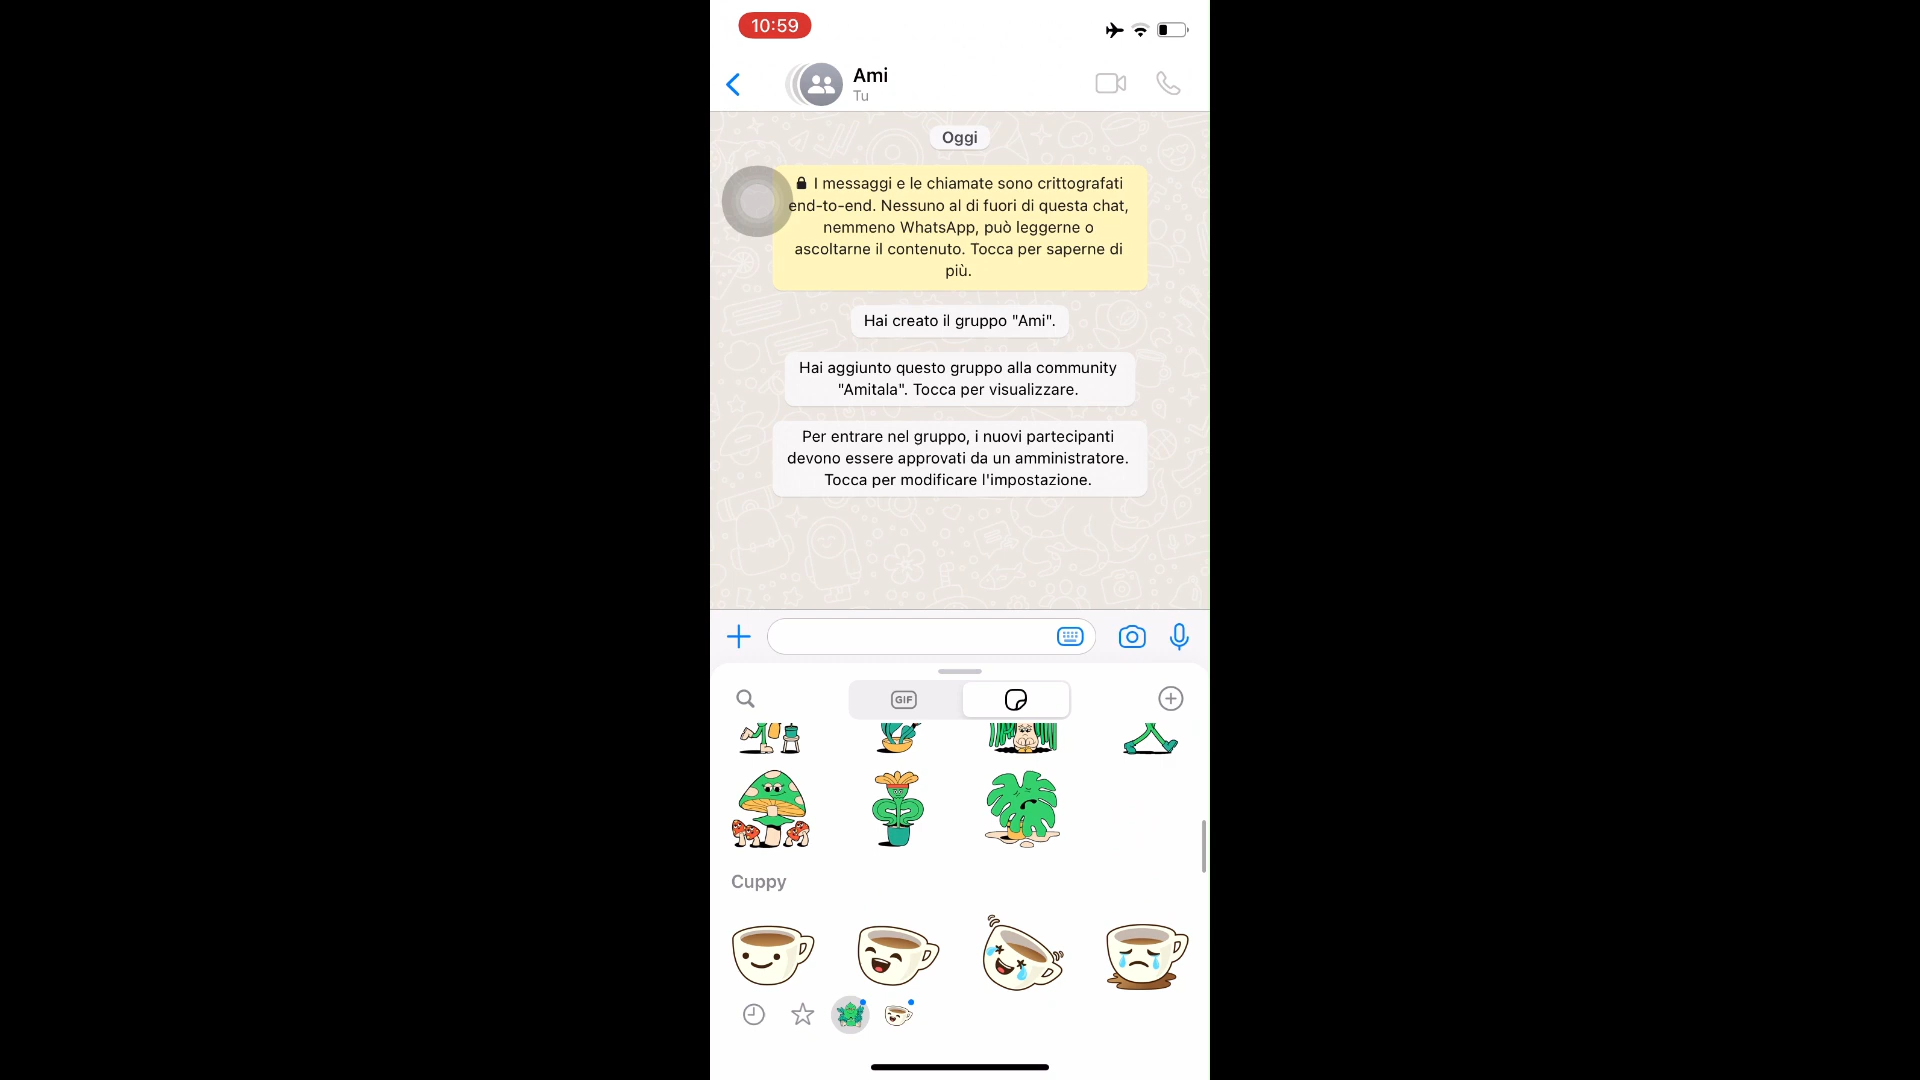 10:59
Ami
Tu
Oggi
I messaggi e le chiamate sono crittografati
end-to-end. Nessuno al di fuori di questa chat,
nemmeno WhatsApp, può leggerne o
ascoltarne il contenuto. Tocca per saperne di
più.
Hai creato il gruppo "Ami".
Hai aggiunto questo gruppo alla community
"Amitala". Tocca per visualizzare.
Per entrare nel gruppo, i nuovi partecipanti
devono essere approvati da un amministratore.
Tocca per modificare l'impostazione.
GIF
Cuppy